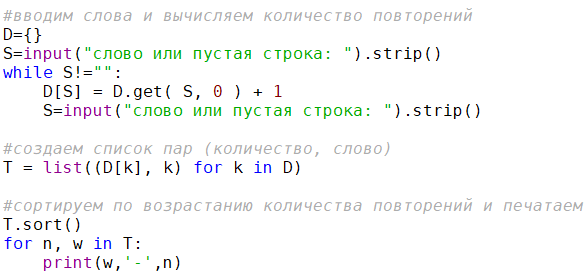 #вводим слова и вычисляем количество повторений
D={}
S=input("слово или пустая строка: ").strip()
while S!="":
    D[S] = D.get( S, 0 ) + 1
    S=input("слово или пустая строка: ").strip()
#создаем список пар (количество, слово)
T = list((D[k], k) for k in D)
#сортируем по возрастанию количества повторений и печатаем
T.sort()
for n, w in T:
    print(w,'-',n)